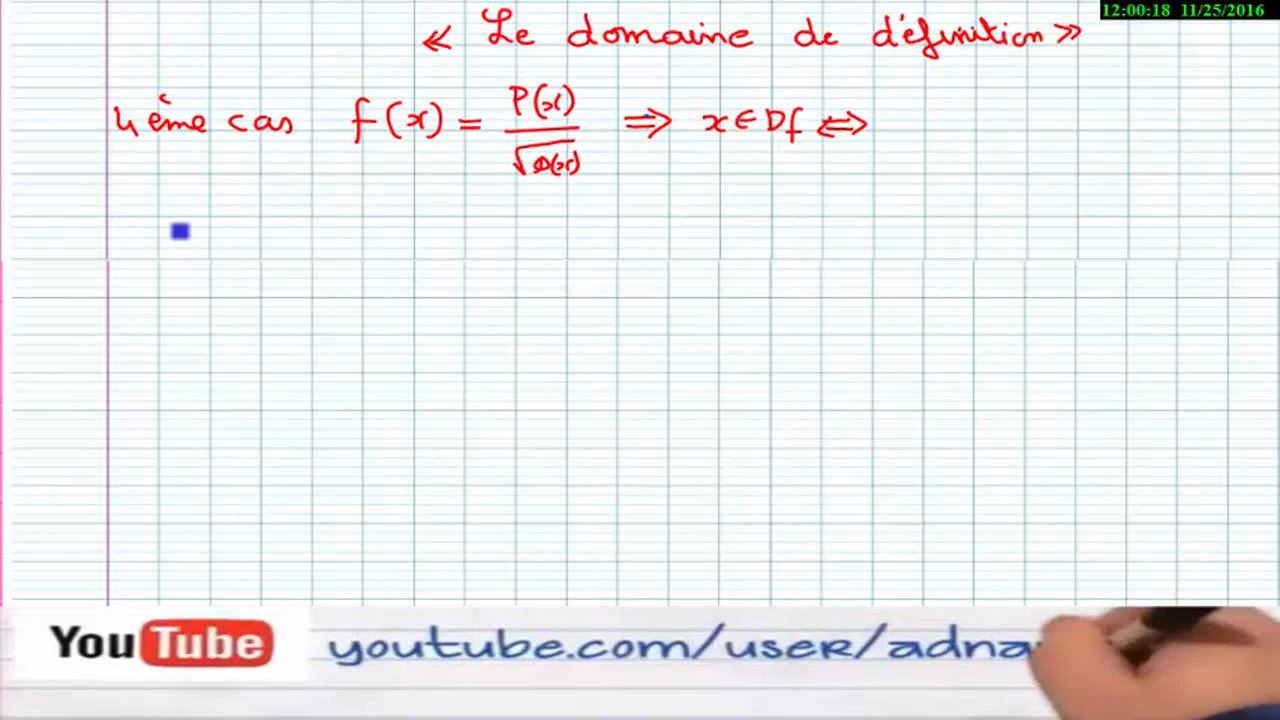 12:00:18 11/25/2016
« Le domaine de définition »
4ème cas f(x) = P(x) / √Q(x) ⇒ x ∈ Df ⇔
YouTube youtube.com/user/adna